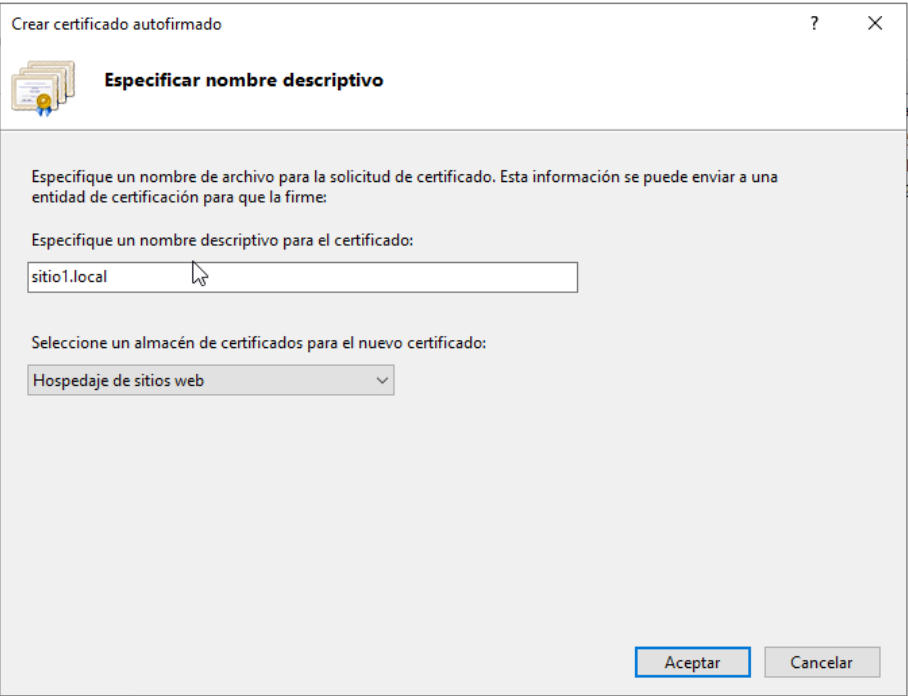 Crear certificado autofirmado
?
Especificar nombre descriptivo
Especifique un nombre de archivo para la solicitud de certificado. Esta información se puede enviar a una
entidad de certificación para que la firme:
Especifique un nombre descriptivo para el certificado:
sitio1.local
Seleccione un almacén de certificados para el nuevo certificado:
Hospedaje de sitios web
Aceptar Cancelar